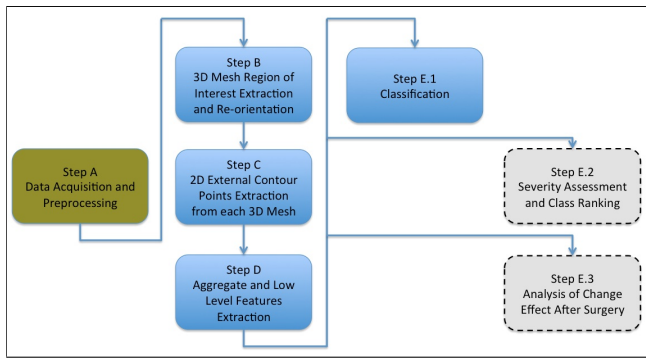 Step A
Data Acquisition and
Preprocessing
Step B
3D Mesh Region of
Interest Extraction
and Re-orientation
Step C
2D External Contour
Points Extraction
from each 3D Mesh
Step D
Aggregate and Low
Level Features
Extraction
Step E.1
Classification
Step E.2
Severity Assessment
and Class Ranking
Step E.3
Analysis of Change
Effect After Surgery